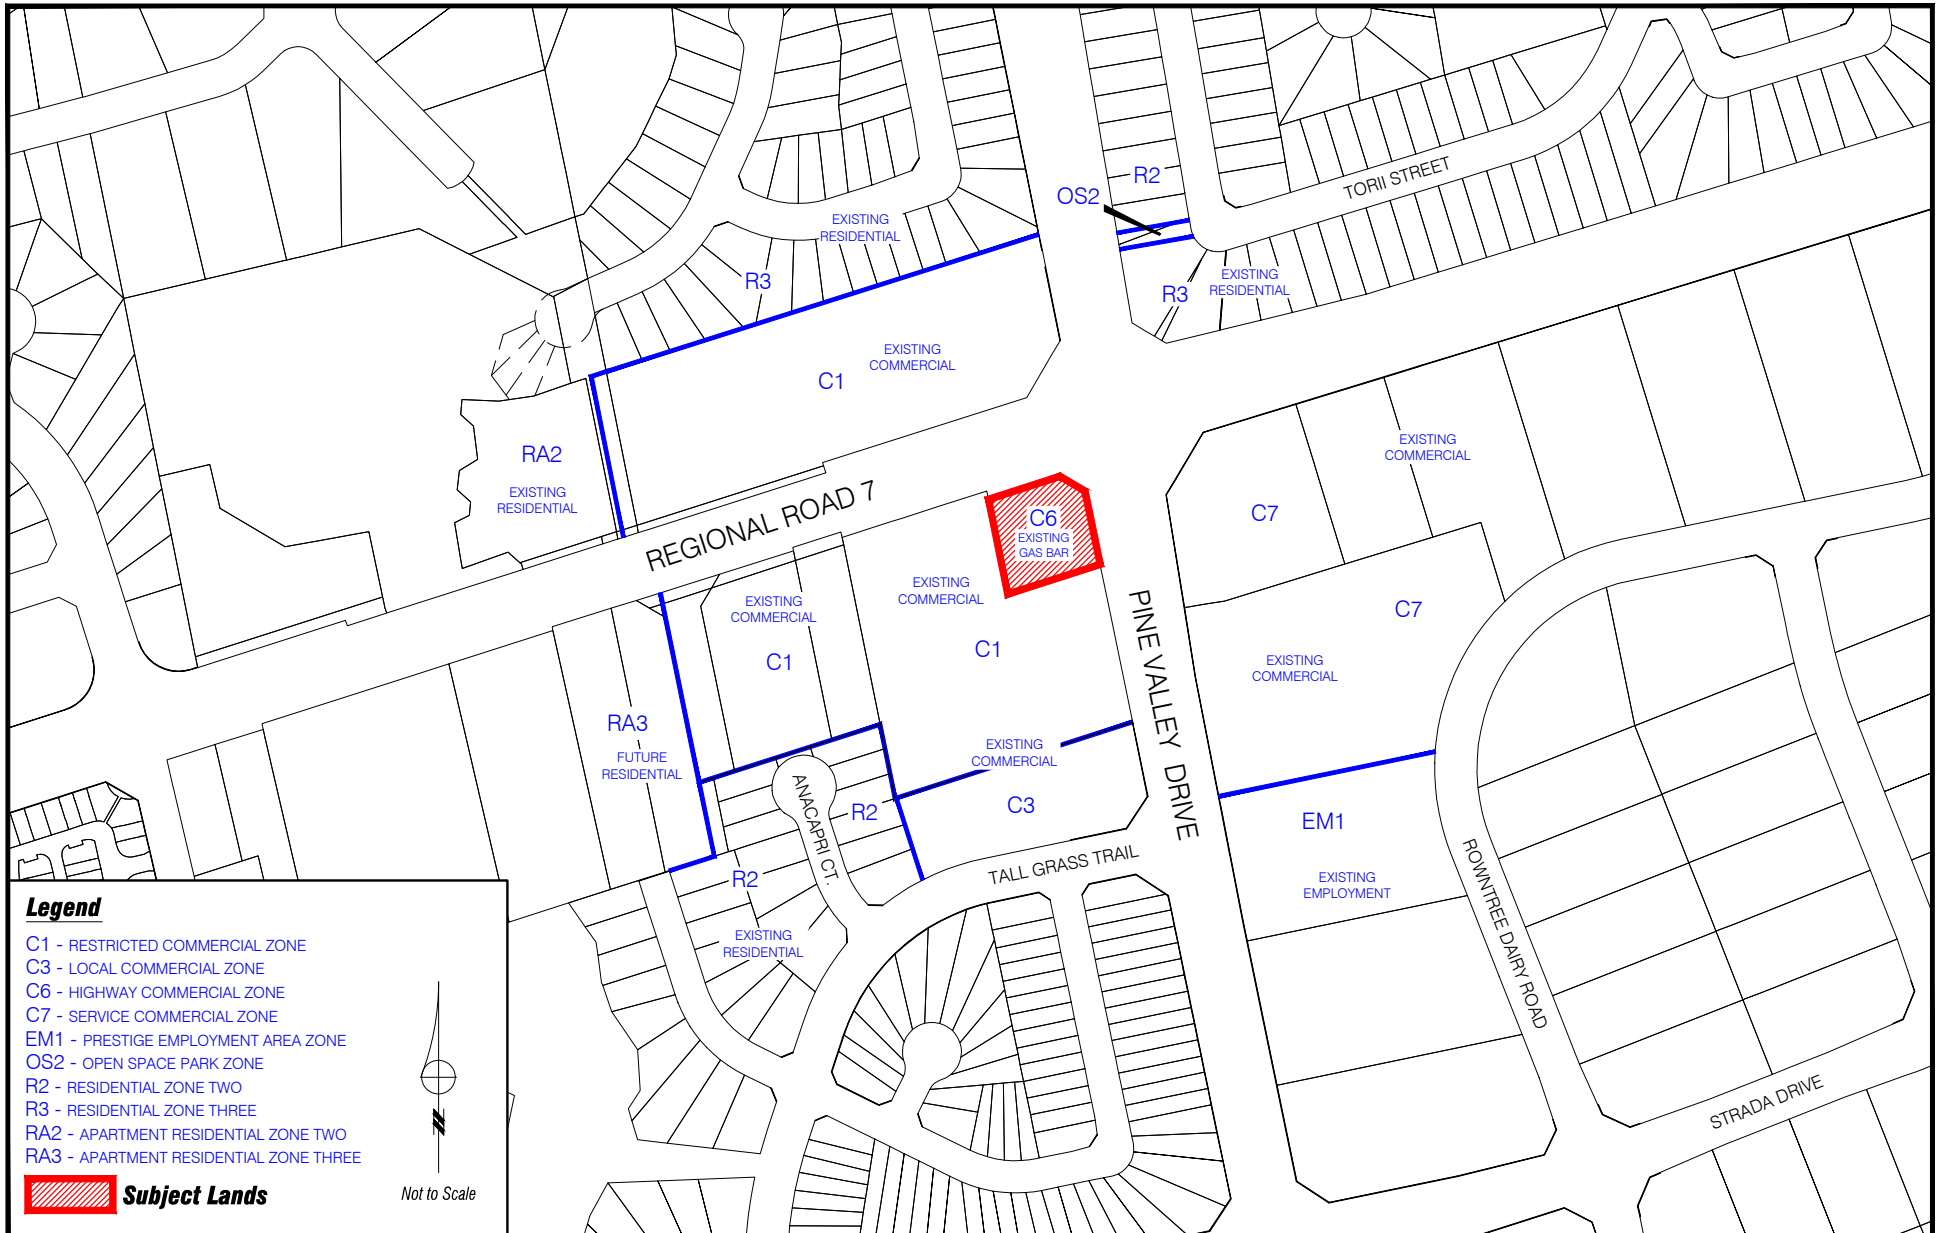 TORII STREET
R2
OS2
EXISTING
RESIDENTIAL
R3
EXISTING
RESIDENTIAL
R3
EXISTING
COMMERCIAL
C1
RA2
EXISTING
RESIDENTIAL
REGIONAL ROAD 7
EXISTING
COMMERCIAL
C7
C6
EXISTING
GAS BAR
EXISTING
COMMERCIAL
C1
EXISTING
COMMERCIAL
C1
PINE VALLEY DRIVE
C7
EXISTING
COMMERCIAL
RA3
FUTURE
RESIDENTIAL
EXISTING
COMMERCIAL
C3
ANACAPRI CT.
R2
R2
EXISTING
RESIDENTIAL
TALL GRASS TRAIL
EM1
EXISTING
EMPLOYMENT
ROWNTREE DAIRY ROAD
STRADA DRIVE
Legend
C1 - RESTRICTED COMMERCIAL ZONE
C3 - LOCAL COMMERCIAL ZONE
C6 - HIGHWAY COMMERCIAL ZONE
C7 - SERVICE COMMERCIAL ZONE
EM1 - PRESTIGE EMPLOYMENT AREA ZONE
OS2 - OPEN SPACE PARK ZONE
R2 - RESIDENTIAL ZONE TWO
R3 - RESIDENTIAL ZONE THREE
RA2 - APARTMENT RESIDENTIAL ZONE TWO
RA3 - APARTMENT RESIDENTIAL ZONE THREE
Subject Lands
Not to Scale